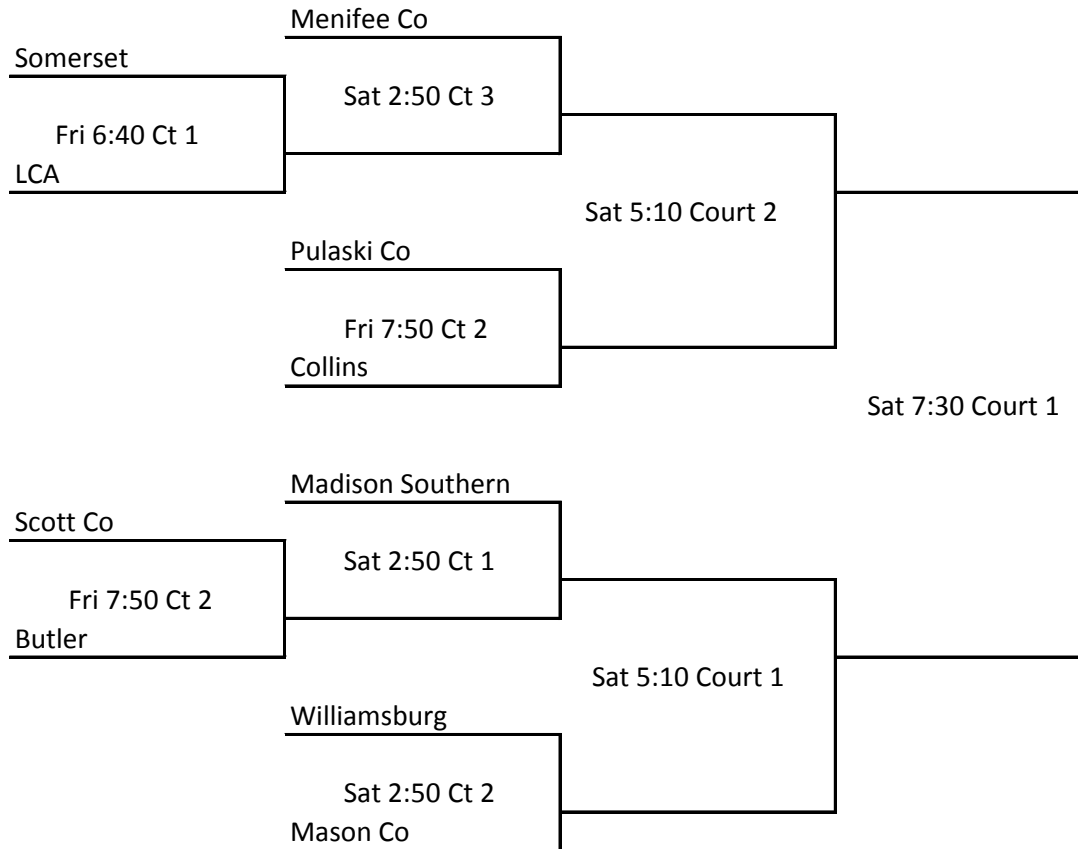 Menifee Co
Somerset
Sat 2:50 Ct 3
Fri 6:40 Ct 1
LCA
Sat 5:10 Court 2
Pulaski Co
Fri 7:50 Ct 2
Collins
Sat 7:30 Court 1
Madison Southern
Scott Co
Sat 2:50 Ct 1
Fri 7:50 Ct 2
Butler
Sat 5:10 Court 1
Williamsburg
Sat 2:50 Ct 2
Mason Co